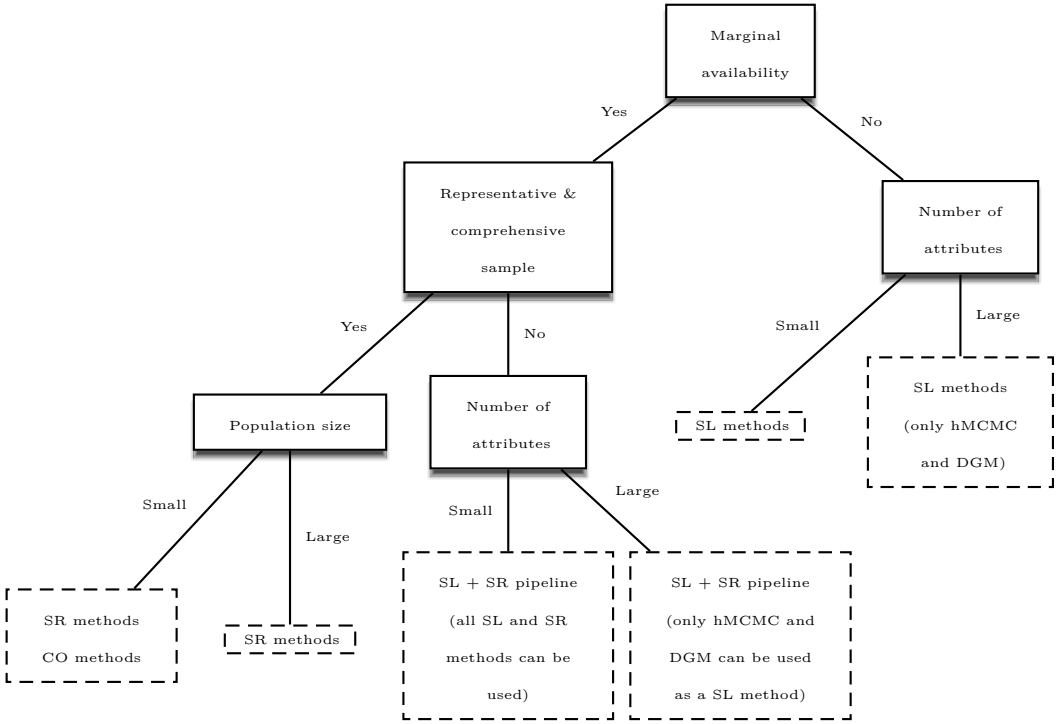 Marginal
availability
Yes
No
Representative &
comprehensive
sample
Number of
attributes
Yes
No
Small
Large
Population size
Number of
attributes
SL methods
SL methods
(only hMCMC
and DGM)
Small
Large
Small
Large
SR methods
CO methods
SR methods
SL + SR pipeline
(all SL and SR
methods can be
used)
SL + SR pipeline
(only hMCMC and
DGM can be used
as a SL method)